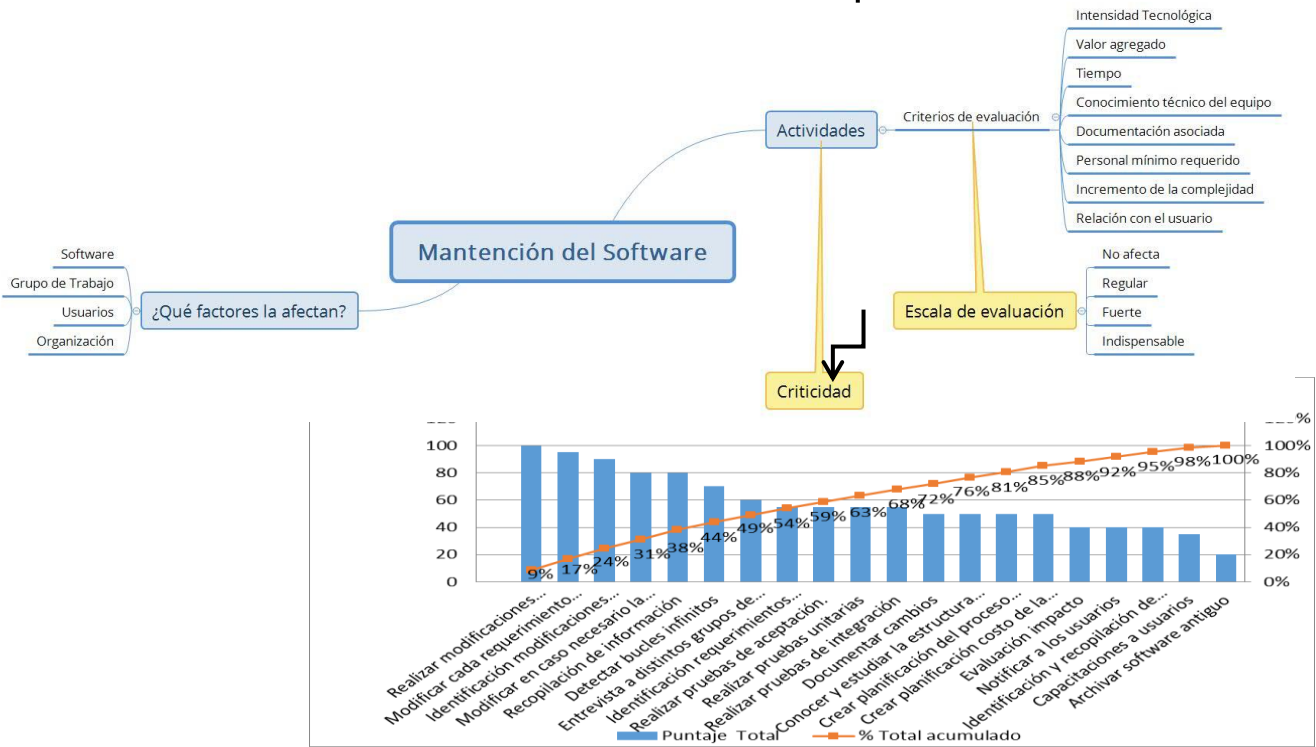 Intensidad Tecnológica
Valor agregado
Tiempo
Conocimiento técnico del equipo
Documentación asociada
Personal mínimo requerido
Incremento de la complejidad
Relación con el usuario
Criterios de evaluación
Actividades
Mantención del Software
Software
Grupo de Trabajo
Usuarios
Organización
¿Qué factores la afectan?
Escala de evaluación
No afecta
Regular
Fuerte
Indispensable
Criticidad
100
80
60
40
20
0
100%
80%
60%
40%
20%
0%
9%
17%
24%
31%
38%
44%
49%
54%
59%
63%
68%
72%
76%
81%
85%
88%
92%
95%
98%
100%
Realizar modificaciones...
Modificar cada requerimiento...
Identificación modificaciones...
Modificar en caso necesario la...
Recopilación de información
Detectar bucles infinitos
Entrevista a distintos grupos de...
Identificación requerimientos...
Realizar pruebas de aceptación.
Realizar pruebas unitarias
Realizar pruebas de integración
Documentar cambios
Conocer y estudiar la estructura...
Crear planificación del proceso...
Crear planificación costo de la...
Evaluación impacto
Notificar a los usuarios
Identificación y recopilación de...
Capacitaciones a usuarios
Archivar software antiguo
Puntaje Total
% Total acumulado